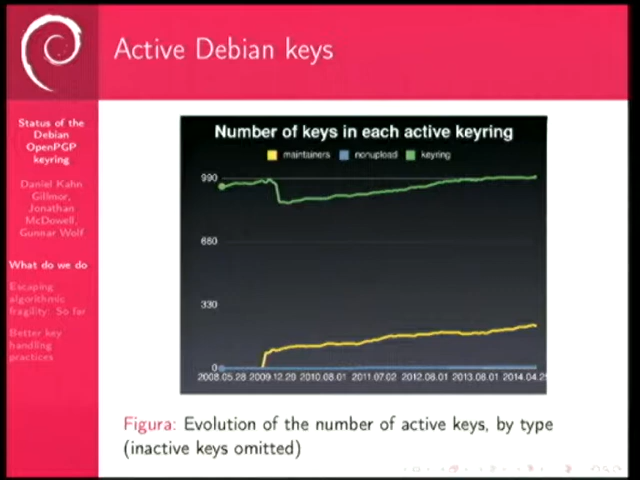 Active Debian keys
Status of the
Debian
OpenPGP
keyring
Daniel Kahn
Gillmor,
Jonathan
McDowell,
Gunnar Wolf
What do we do
Escaping
algorithmic
fragility: So far
Better key
handling
practices
Number of keys in each active keyring
maintainers nonupload keyring
990
660
330
0
2008.05.28 2009.12.29 2010.08.01 2011.07.02 2012.08.01 2013.08.01 2014.04.29
Figura: Evolution of the number of active keys, by type
(inactive keys omitted)